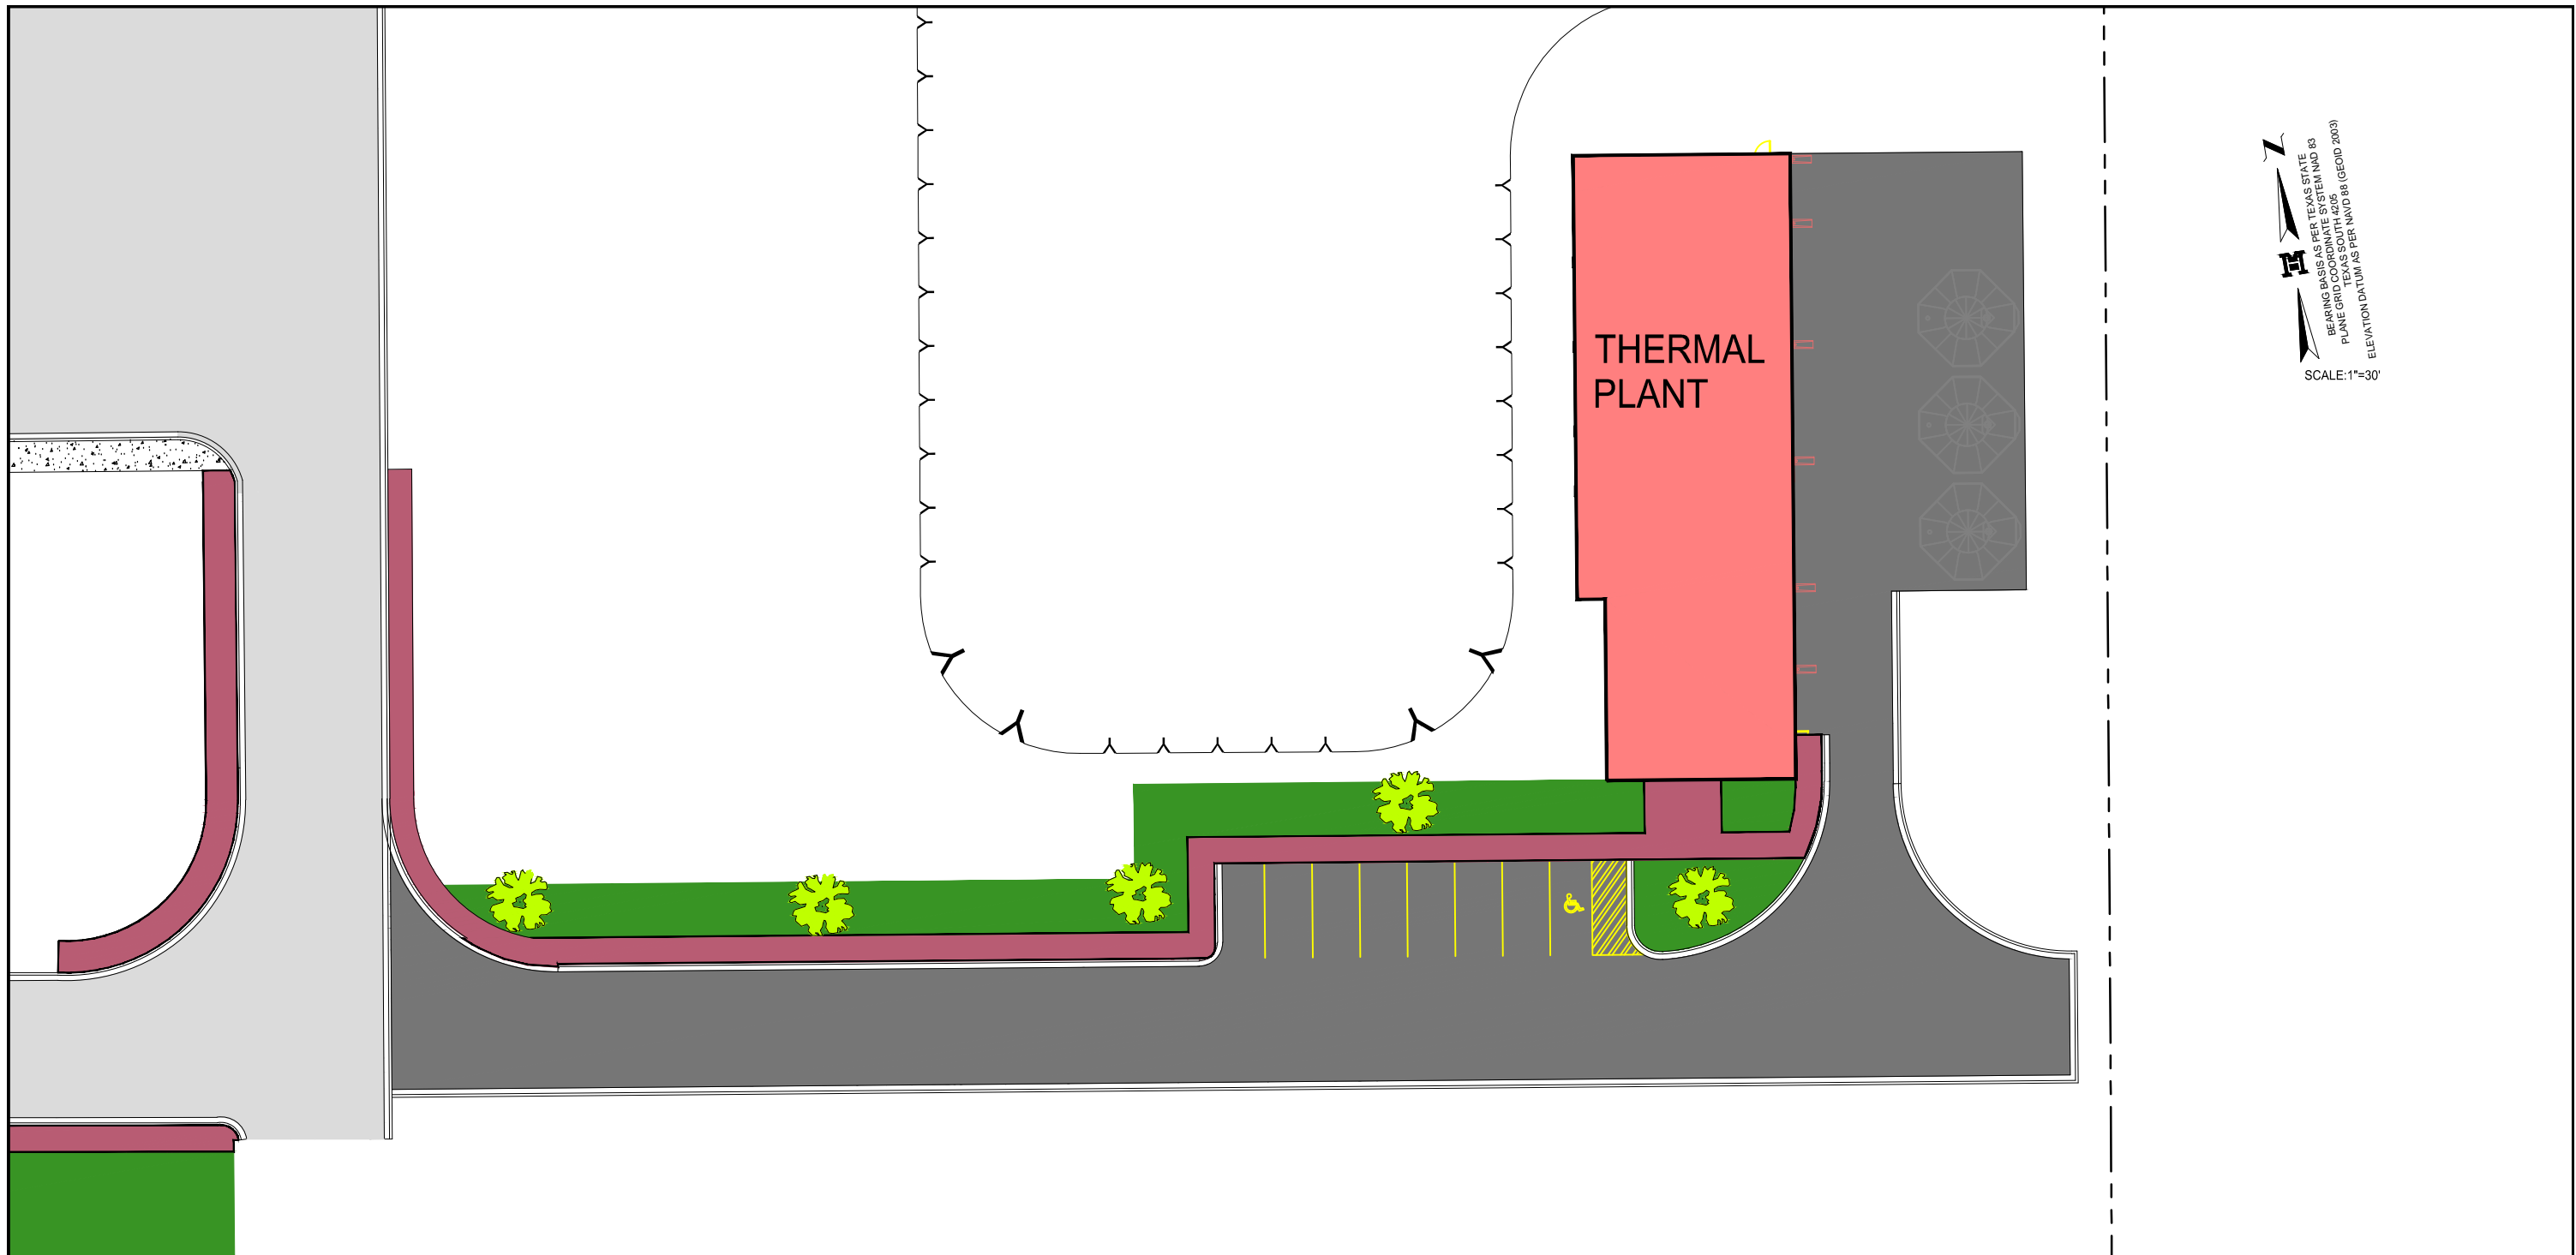 THERMAL
PLANT
N
BEARING BASIS AS PER TEXAS STATE
PLANE GRID COORDINATE SYSTEM NAD 83
TEXAS SOUTH 4205
ELEVATION DATUM AS PER NAVD 88 (GEOID 2003)
SCALE:1"=30'